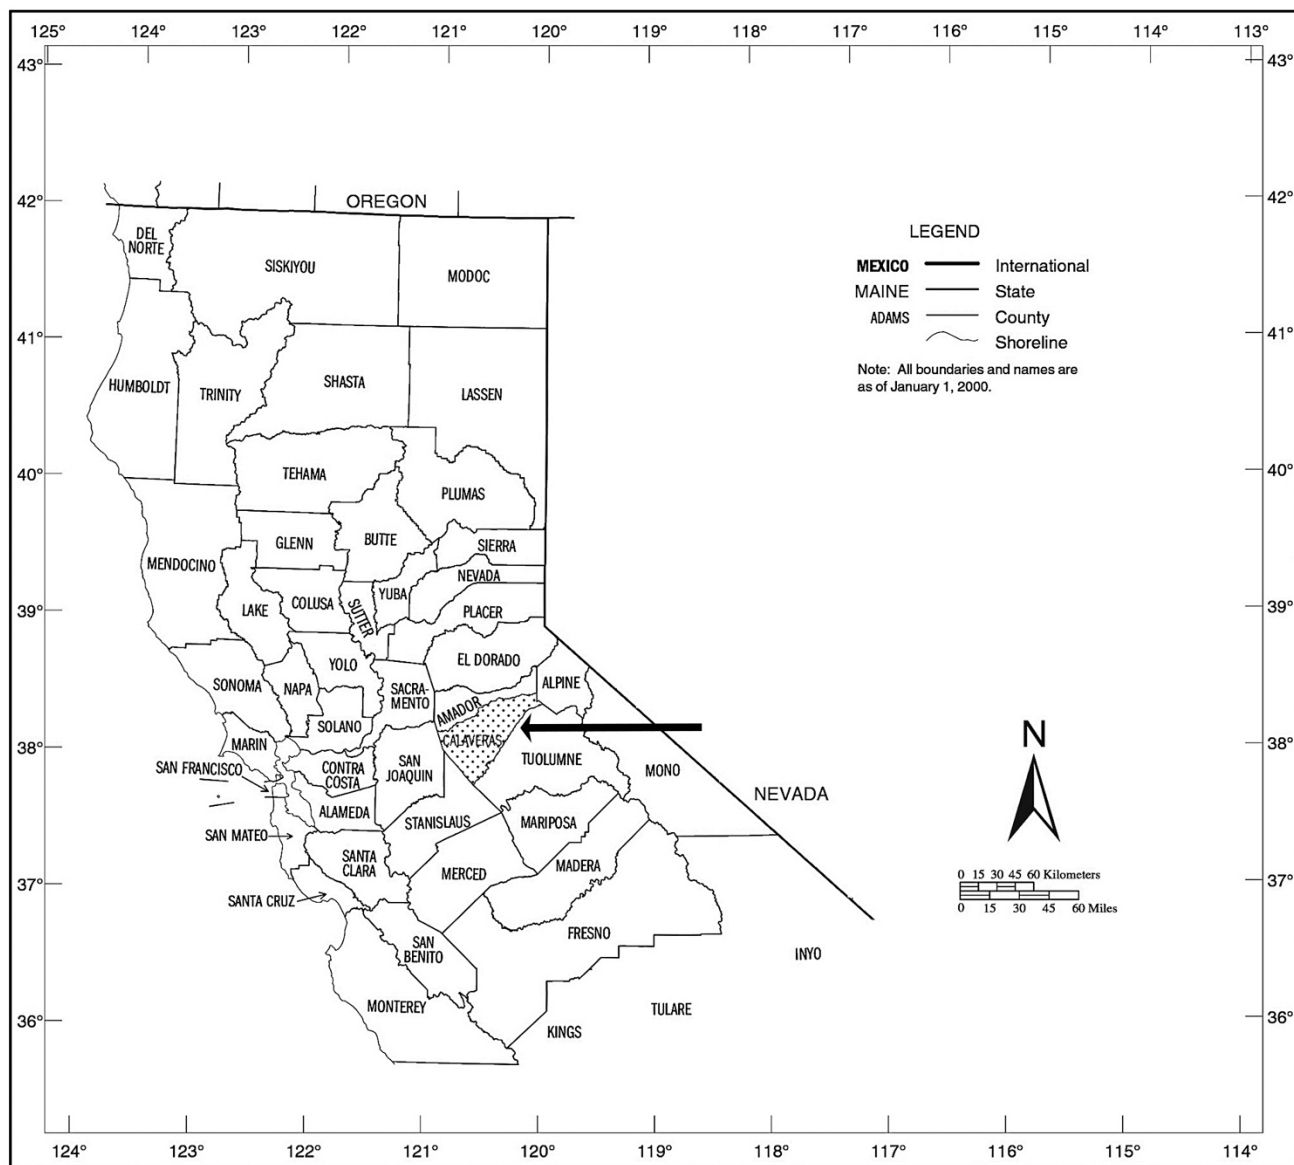 125° 124° 123° 122° 121° 120° 119° 118° 117° 116° 115° 114° 113°
43° 43°
42° 42°
OREGON
DEL
NORTE
SISKIYOU
MODOC
LEGEND
MEXICO International
MAINE State
ADAMS County
Shoreline
Note: All boundaries and names are
as of January 1, 2000.
41° 41°
HUMBOLDT
TRINITY
SHASTA
LASSEN
40° 40°
TEHAMA
PLUMAS
GLENN
BUTTE
SIERRA
MENDOCINO
NEVADA
YUBA
COLUSA
SUTTER
LAKE
PLACER
39° 39°
YOLO
EL DORADO
SONOMA
NAPA
SACRA-
MENTO
ALPINE
AMADOR
SOLANO
CALAVERAS
38° 38°
MARIN
SAN FRANCISCO
CONTRA
COSTA
SAN
JOAQUIN
TUOLUMNE
MONO
NEVADA
N
ALAMEDA
STANISLAUS
MARIPOSA
SAN MATEO
SANTA
CLARA
MERCED
MADERA
37° 37°
SANTA CRUZ
0 15 30 45 60 Kilometers
0 15 30 45 60 Miles
FRESNO
SAN
BENITO
INYO
MONTEREY
TULARE
KINGS
36° 36°
124° 123° 122° 121° 120° 119° 118° 117° 116° 115° 114°